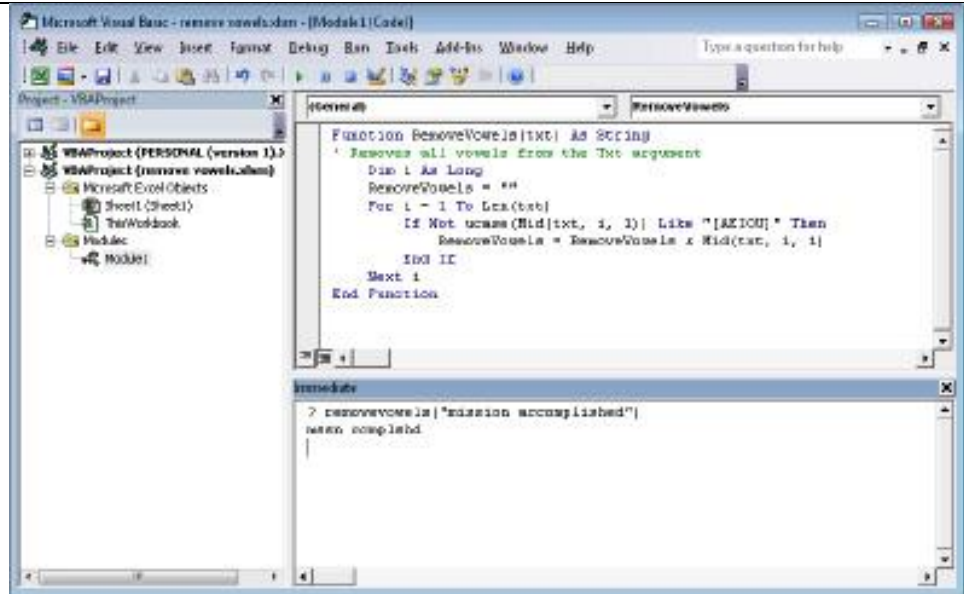 Microsoft Visual Basic - remove vowels.xlsm - [Module1 (Code)]
File Edit View Insert Format Debug Run Tools Add-Ins Window Help Type a question for help
Project - VBAProject
VBAProject (PERSONAL (version 1).x
VBAProject (remove vowels.xlsm)
Microsoft Excel Objects
Sheet1 (Sheet1)
ThisWorkbook
Modules
Module1
(General) RemoveVowels
Function RemoveVowels(txt) As String
' Removes all vowels from the Txt argument
Dim i As Long
RemoveVowels = ""
For i = 1 To Len(txt)
If Not ucase(Mid(txt, i, 1)) Like "[AEIOU]" Then
RemoveVowels = RemoveVowels & Mid(txt, i, 1)
End If
Next i
End Function
Immediate
? removevowels("mission accomplished")